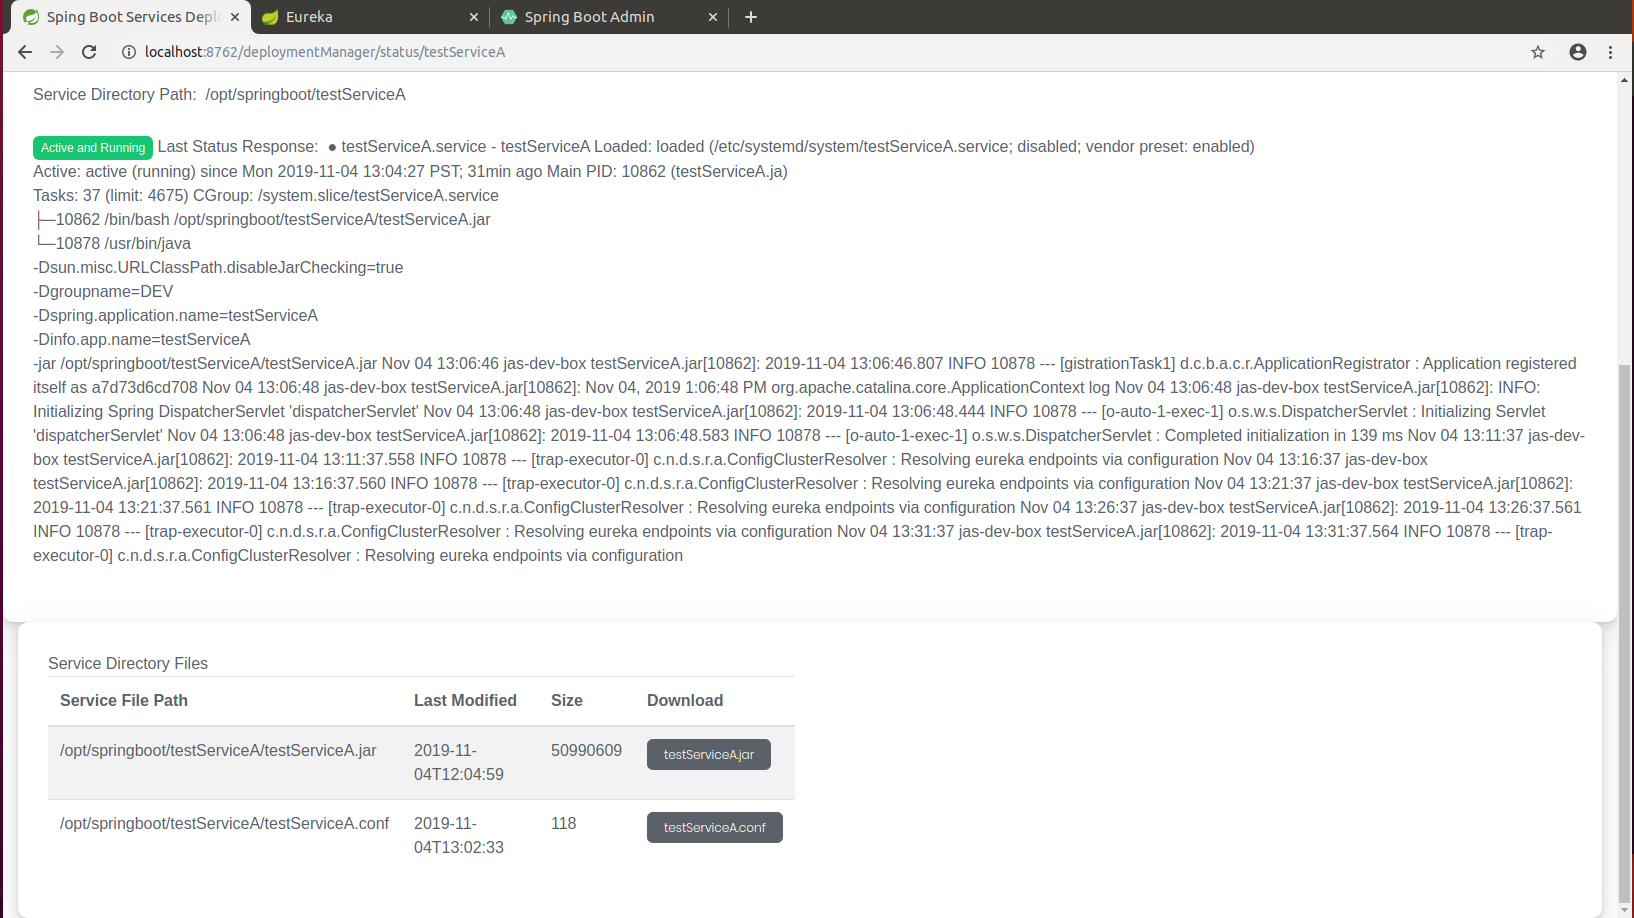 Sping Boot Services Deplo
Eureka
Spring Boot Admin
localhost:8762/deploymentManager/status/testServiceA
Service Directory Path: /opt/springboot/testServiceA
Active and Running Last Status Response: ● testServiceA.service - testServiceA Loaded: loaded (/etc/systemd/system/testServiceA.service; disabled; vendor preset: enabled)
Active: active (running) since Mon 2019-11-04 13:04:27 PST; 31min ago Main PID: 10862 (testServiceA.ja)
Tasks: 37 (limit: 4675) CGroup: /system.slice/testServiceA.service
├─10862 /bin/bash /opt/springboot/testServiceA/testServiceA.jar
└─10878 /usr/bin/java
-Dsun.misc.URLClassPath.disableJarChecking=true
-Dgroupname=DEV
-Dspring.application.name=testServiceA
-Dinfo.app.name=testServiceA
-jar /opt/springboot/testServiceA/testServiceA.jar Nov 04 13:06:46 jas-dev-box testServiceA.jar[10862]: 2019-11-04 13:06:46.807 INFO 10878 --- [gistrationTask1] d.c.b.a.c.r.ApplicationRegistrator : Application registered
itself as a7d73d6cd708 Nov 04 13:06:48 jas-dev-box testServiceA.jar[10862]: Nov 04, 2019 1:06:48 PM org.apache.catalina.core.ApplicationContext log Nov 04 13:06:48 jas-dev-box testServiceA.jar[10862]: INFO:
Initializing Spring DispatcherServlet 'dispatcherServlet' Nov 04 13:06:48 jas-dev-box testServiceA.jar[10862]: 2019-11-04 13:06:48.444 INFO 10878 --- [o-auto-1-exec-1] o.s.w.s.DispatcherServlet : Initializing Servlet
'dispatcherServlet' Nov 04 13:06:48 jas-dev-box testServiceA.jar[10862]: 2019-11-04 13:06:48.583 INFO 10878 --- [o-auto-1-exec-1] o.s.w.s.DispatcherServlet : Completed initialization in 139 ms Nov 04 13:11:37 jas-dev-
box testServiceA.jar[10862]: 2019-11-04 13:11:37.558 INFO 10878 --- [trap-executor-0] c.n.d.s.r.a.ConfigClusterResolver : Resolving eureka endpoints via configuration Nov 04 13:16:37 jas-dev-box
testServiceA.jar[10862]: 2019-11-04 13:16:37.560 INFO 10878 --- [trap-executor-0] c.n.d.s.r.a.ConfigClusterResolver : Resolving eureka endpoints via configuration Nov 04 13:21:37 jas-dev-box testServiceA.jar[10862]:
2019-11-04 13:21:37.561 INFO 10878 --- [trap-executor-0] c.n.d.s.r.a.ConfigClusterResolver : Resolving eureka endpoints via configuration Nov 04 13:26:37 jas-dev-box testServiceA.jar[10862]: 2019-11-04 13:26:37.561
INFO 10878 --- [trap-executor-0] c.n.d.s.r.a.ConfigClusterResolver : Resolving eureka endpoints via configuration Nov 04 13:31:37 jas-dev-box testServiceA.jar[10862]: 2019-11-04 13:31:37.564 INFO 10878 --- [trap-
executor-0] c.n.d.s.r.a.ConfigClusterResolver : Resolving eureka endpoints via configuration
Service Directory Files
Service File Path Last Modified Size Download
/opt/springboot/testServiceA/testServiceA.jar 2019-11- 50990609 testServiceA.jar
04T12:04:59
/opt/springboot/testServiceA/testServiceA.conf 2019-11- 118 testServiceA.conf
04T13:02:33